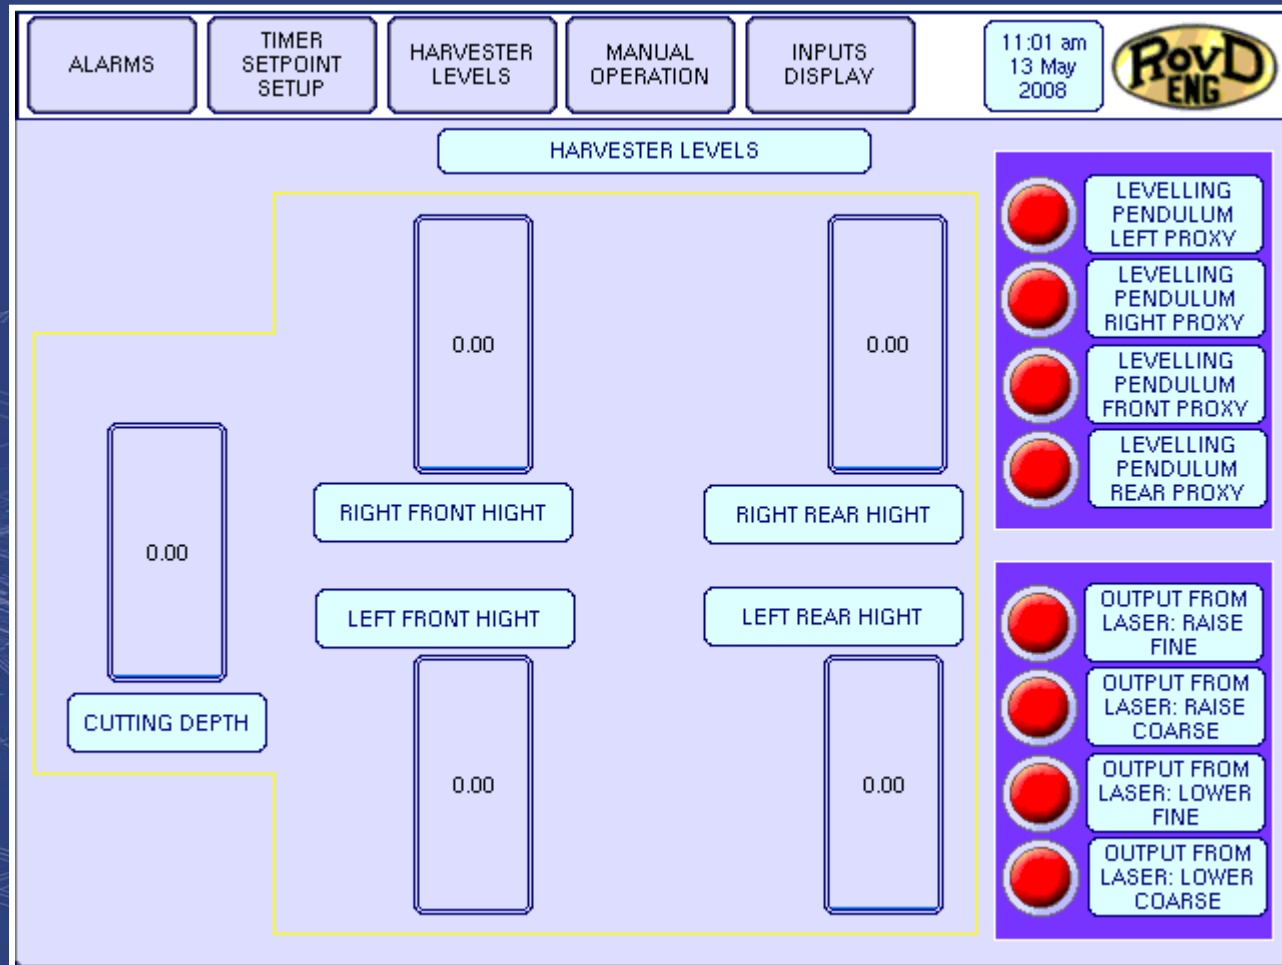 ALARMS
TIMER
SETPOINT
SETUP
HARVESTER
LEVELS
MANUAL
OPERATION
INPUTS
DISPLAY
11:01 am
13 May
2008
ROVD
ENG
HARVESTER LEVELS
0.00
0.00
0.00
RIGHT FRONT HIGHT
RIGHT REAR HIGHT
LEFT FRONT HIGHT
LEFT REAR HIGHT
CUTTING DEPTH
0.00
0.00
LEVELLING
PENDULUM
LEFT PROXY
LEVELLING
PENDULUM
RIGHT PROXY
LEVELLING
PENDULUM
FRONT PROXY
LEVELLING
PENDULUM
REAR PROXY
OUTPUT FROM
LASER: RAISE
FINE
OUTPUT FROM
LASER: RAISE
COARSE
OUTPUT FROM
LASER: LOWER
FINE
OUTPUT FROM
LASER: LOWER
COARSE